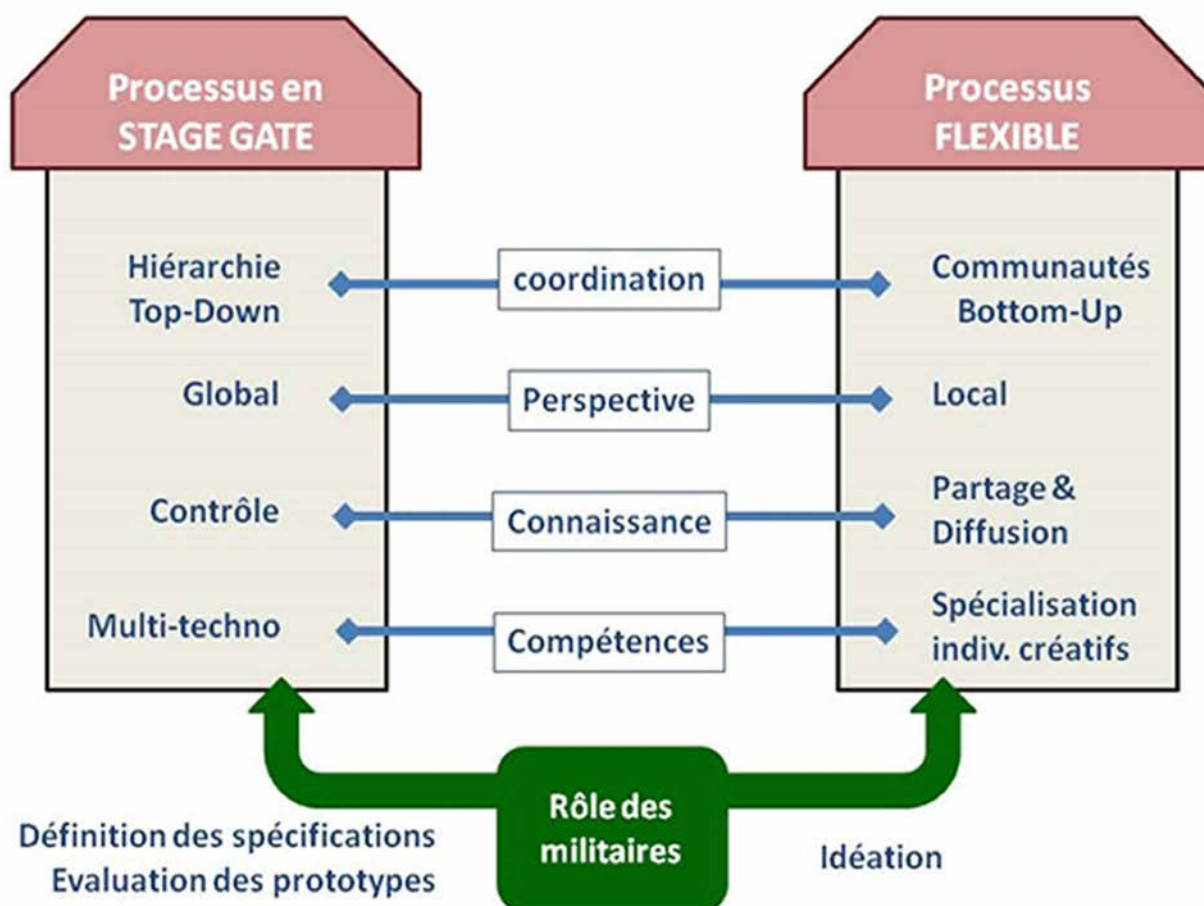 Processus en
STAGE GATE
Processus
FLEXIBLE
Hiérarchie
Top-Down
coordination
Communautés
Bottom-Up
Global
Perspective
Local
Contrôle
Connaissance
Partage &
Diffusion
Multi-techno
Compétences
Spécialisation
indiv. créatifs
Définition des spécifications
Evaluation des prototypes
Rôle des
militaires
Idéation